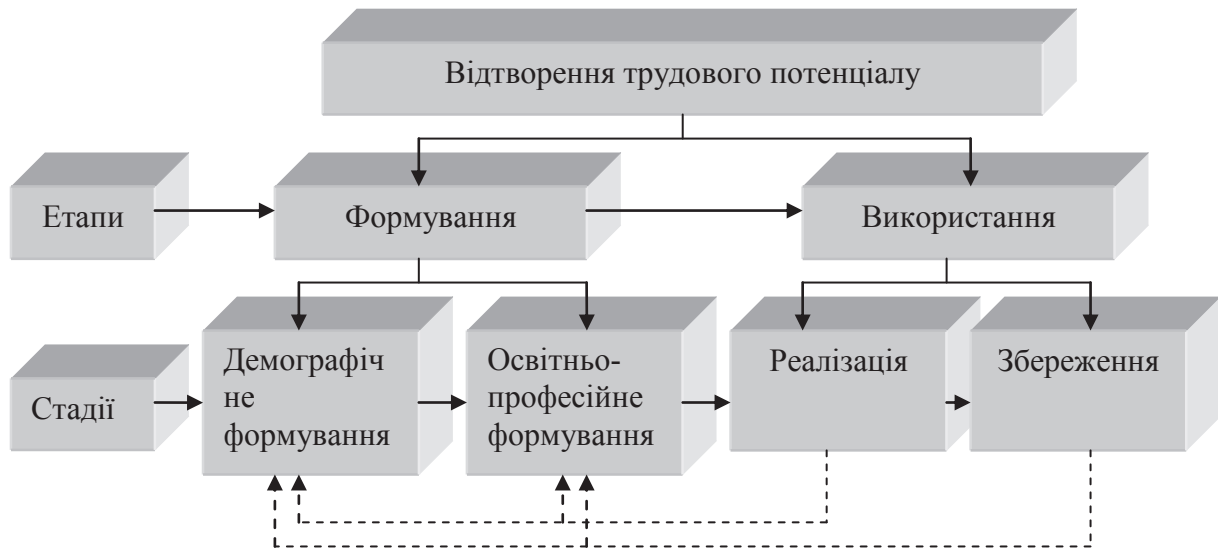 Відтворення трудового потенціалу
Етапи
Формування
Використання
Стадії
Демографіч
не
формування
Освітньо-
професійне
формування
Реалізація
Збереження